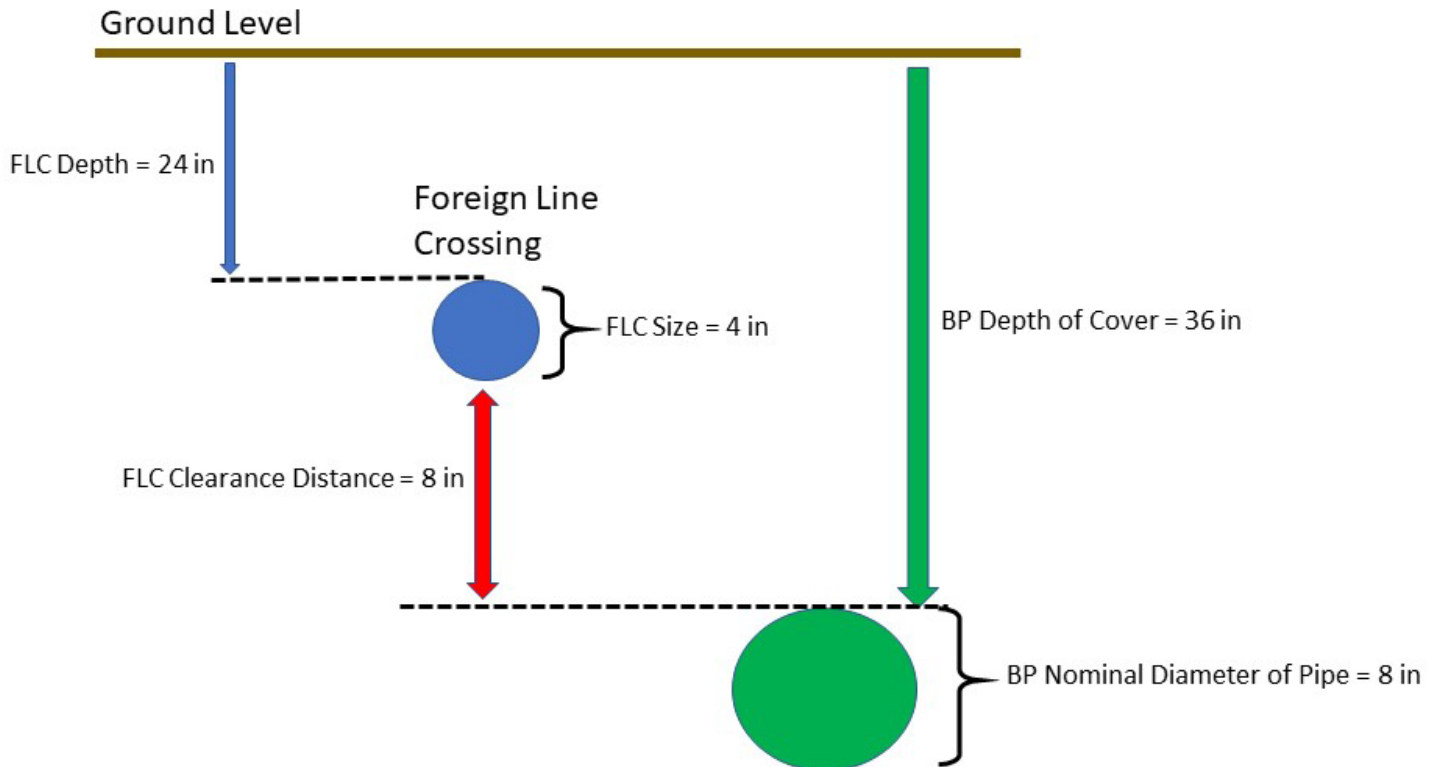 Ground Level
FLC Depth = 24 in
Foreign Line
Crossing
FLC Size = 4 in
BP Depth of Cover = 36 in
FLC Clearance Distance = 8 in
BP Nominal Diameter of Pipe = 8 in